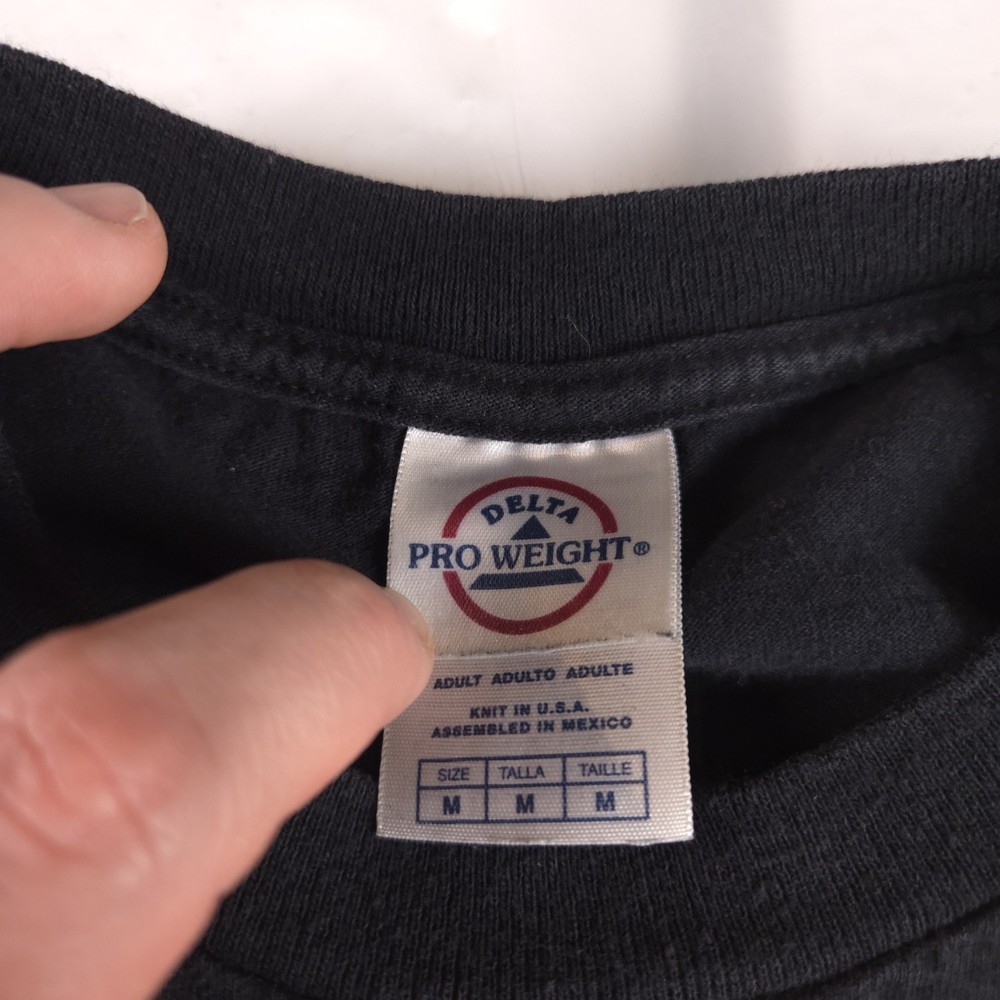 DELTA
PRO WEIGHT®
ADULT ADULTO ADULTE
KNIT IN U.S.A.
ASSEMBLED IN MEXICO
SIZE TALLA TAILLE
M M M